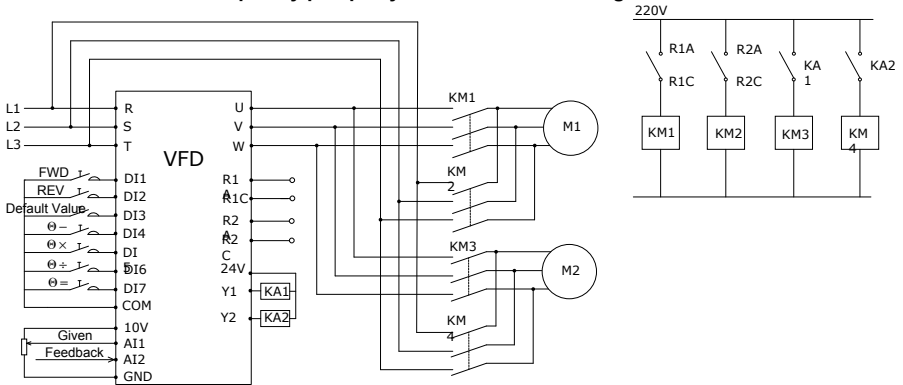 220V
R1A
R1C
R2A
R2C
KA
1
KA2
KM1
KM2
KM3
KM
4
L1
L2
L3
R
S
T
VFD
U
V
W
FWD
REV
Default Value
Θ−
Θ×
Θ÷
Θ=
DI1
DI2
DI3
DI4
DI
5
DI6
DI7
COM
10V
AI1
AI2
GND
Given
Feedback
R1
A
R1C
R2
A
R2
C
24V
Y1
Y2
KA1
KA2
KM1
M1
KM
2
KM3
M2
KM
4